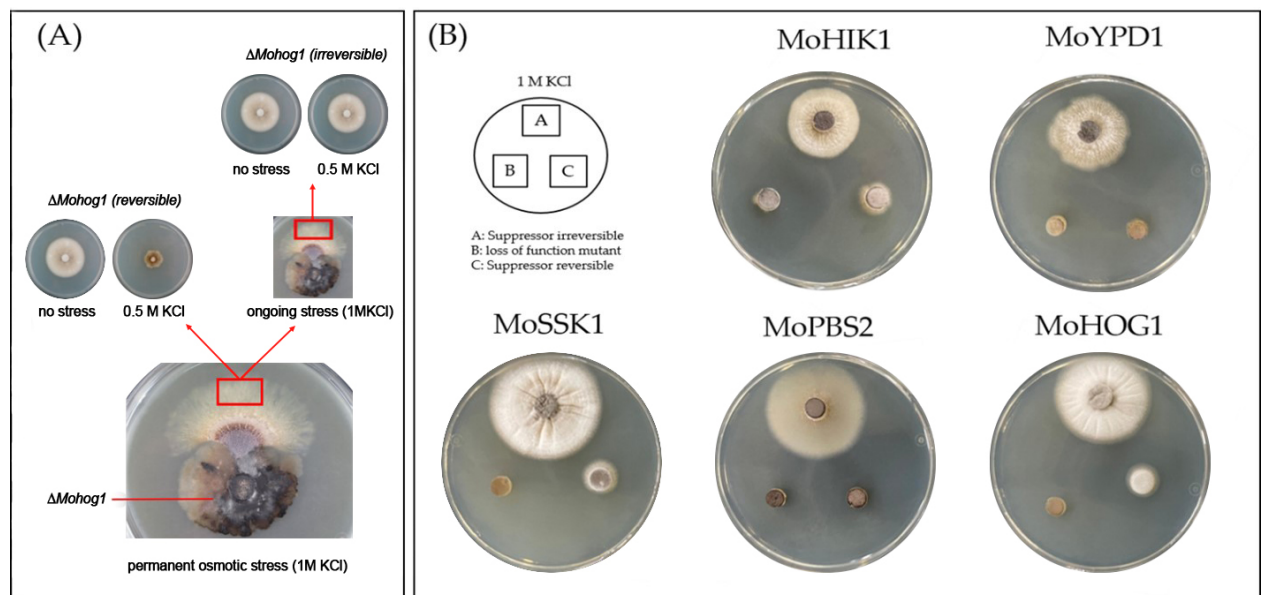 (A)
ΔMohog1 (irreversible)
no stress
0.5 M KCl
ΔMohog1 (reversible)
no stress
0.5 M KCl
ongoing stress (1MKCl)
ΔMohog1
permanent osmotic stress (1M KCl)
(B)
1 M KCl
A
B
C
A: Suppressor irreversible
B: loss of function mutant
C: Suppressor reversible
MoHIK1
MoYPD1
MoSSK1
MoPBS2
MoHOG1